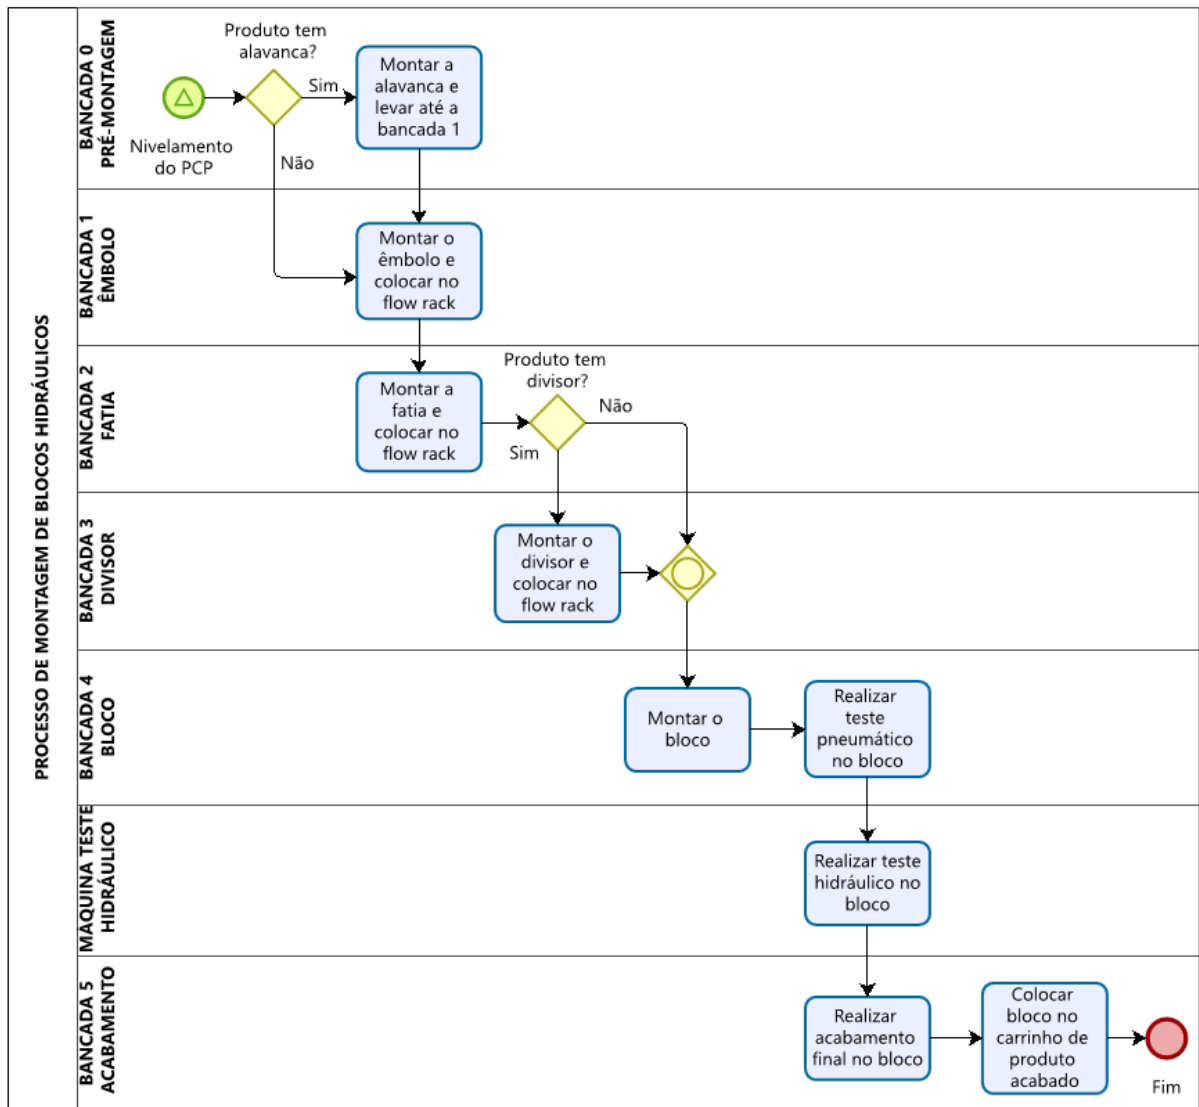 PROCESSO DE MONTAGEM DE BLOCOS HIDRÁULICOS
BANCADA 0
PRÉ-MONTAGEM
Nivelamento
do PCP
Produto tem
alavanca?
Sim
Não
Montar a
alavanca e
levar até a
bancada 1
BANCADA 1
ÊMBOLO
Montar o
êmbolo e
colocar no
flow rack
BANCADA 2
FATIA
Montar a
fatia e
colocar no
flow rack
Produto tem
divisor?
Não
Sim
BANCADA 3
DIVISOR
Montar o
divisor e
colocar no
flow rack
BANCADA 4
BLOCO
Montar o
bloco
Realizar
teste
pneumático
no bloco
MAQUINA TESTE
HIDRÁULICO
Realizar teste
hidráulico no
bloco
BANCADA 5
ACABAMENTO
Realizar
acabamento
final no bloco
Colocar
bloco no
carrinho de
produto
acabado
Fim